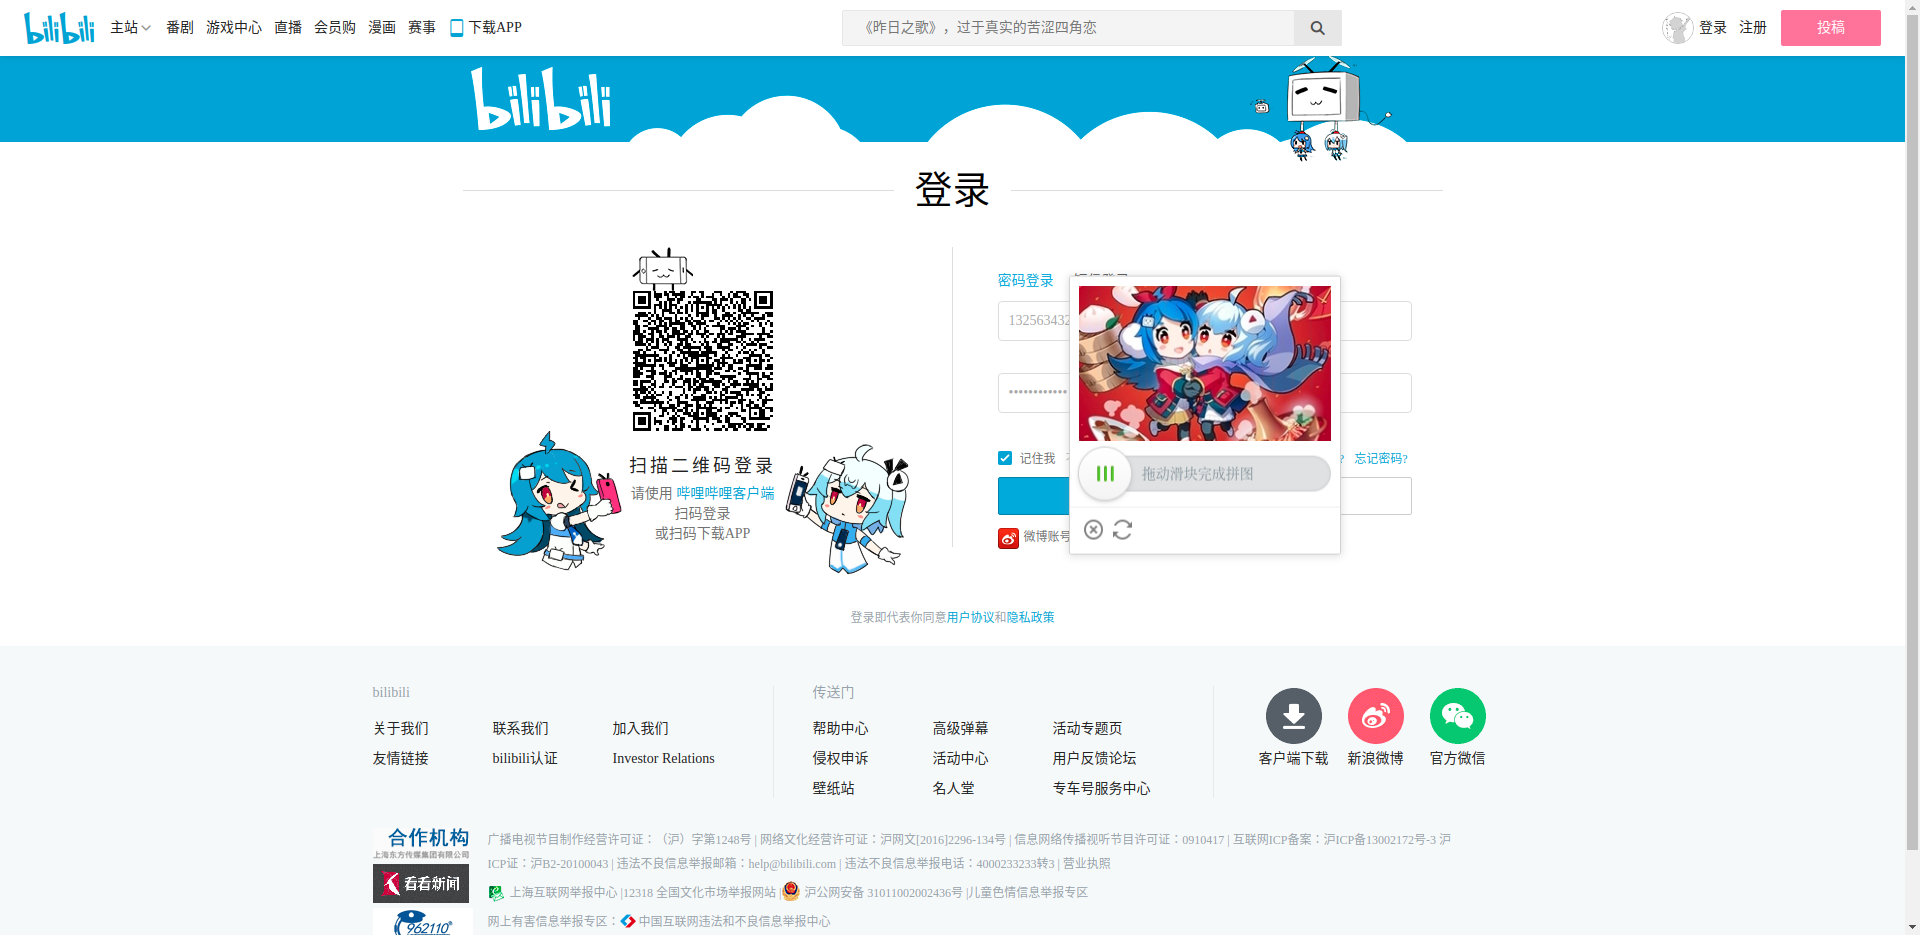 bilibili 主站 番剧 游戏中心 直播 会员购 漫画 赛事 下载APP 《昨日之歌》，过于真实的苦涩四角恋 登录 注册 投稿
bilibili
登录
密码登录
13256343
记住我
忘记密码?
拖动滑块完成拼图
微博账号
扫描二维码登录
请使用 哔哩哔哩客户端
扫码登录
或扫码下载APP
登录即代表你同意用户协议和隐私政策
bilibili
关于我们 联系我们 加入我们
友情链接 bilibili认证 Investor Relations
传送门
帮助中心 高级弹幕 活动专题页
侵权申诉 活动中心 用户反馈论坛
壁纸站 名人堂 专车号服务中心
客户端下载 新浪微博 官方微信
合作机构
上海东方传媒集团有限公司
看看新闻
962110
广播电视节目制作经营许可证：（沪）字第1248号 | 网络文化经营许可证：沪网文[2016]2296-134号 | 信息网络传播视听节目许可证：0910417 | 互联网ICP备案：沪ICP备13002172号-3 沪
ICP证：沪B2-20100043 | 违法不良信息举报邮箱：help@bilibili.com | 违法不良信息举报电话：4000233233转3 | 营业执照
上海互联网举报中心 |12318 全国文化市场举报网站 | 沪公网安备 31011002002436号 |儿童色情信息举报专区
网上有害信息举报专区： 中国互联网违法和不良信息举报中心